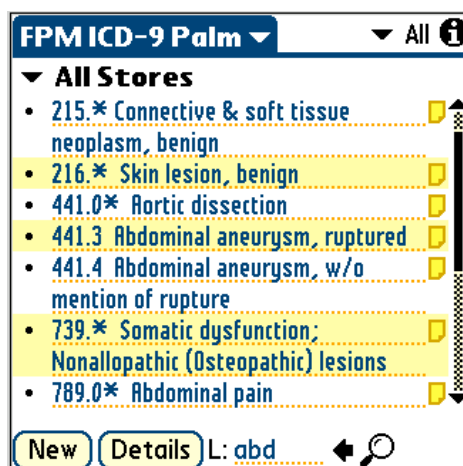 FPM ICD-9 Palm All
All Stores
• 215.* Connective & soft tissue
neoplasm, benign
• 216.* Skin lesion, benign
• 441.0* Aortic dissection
• 441.3 Abdominal aneurysm, ruptured
• 441.4 Abdominal aneurysm, w/o
mention of rupture
• 739.* Somatic dysfunction;
Nonallopathic (Osteopathic) lesions
• 789.0* Abdominal pain
New Details L: abd